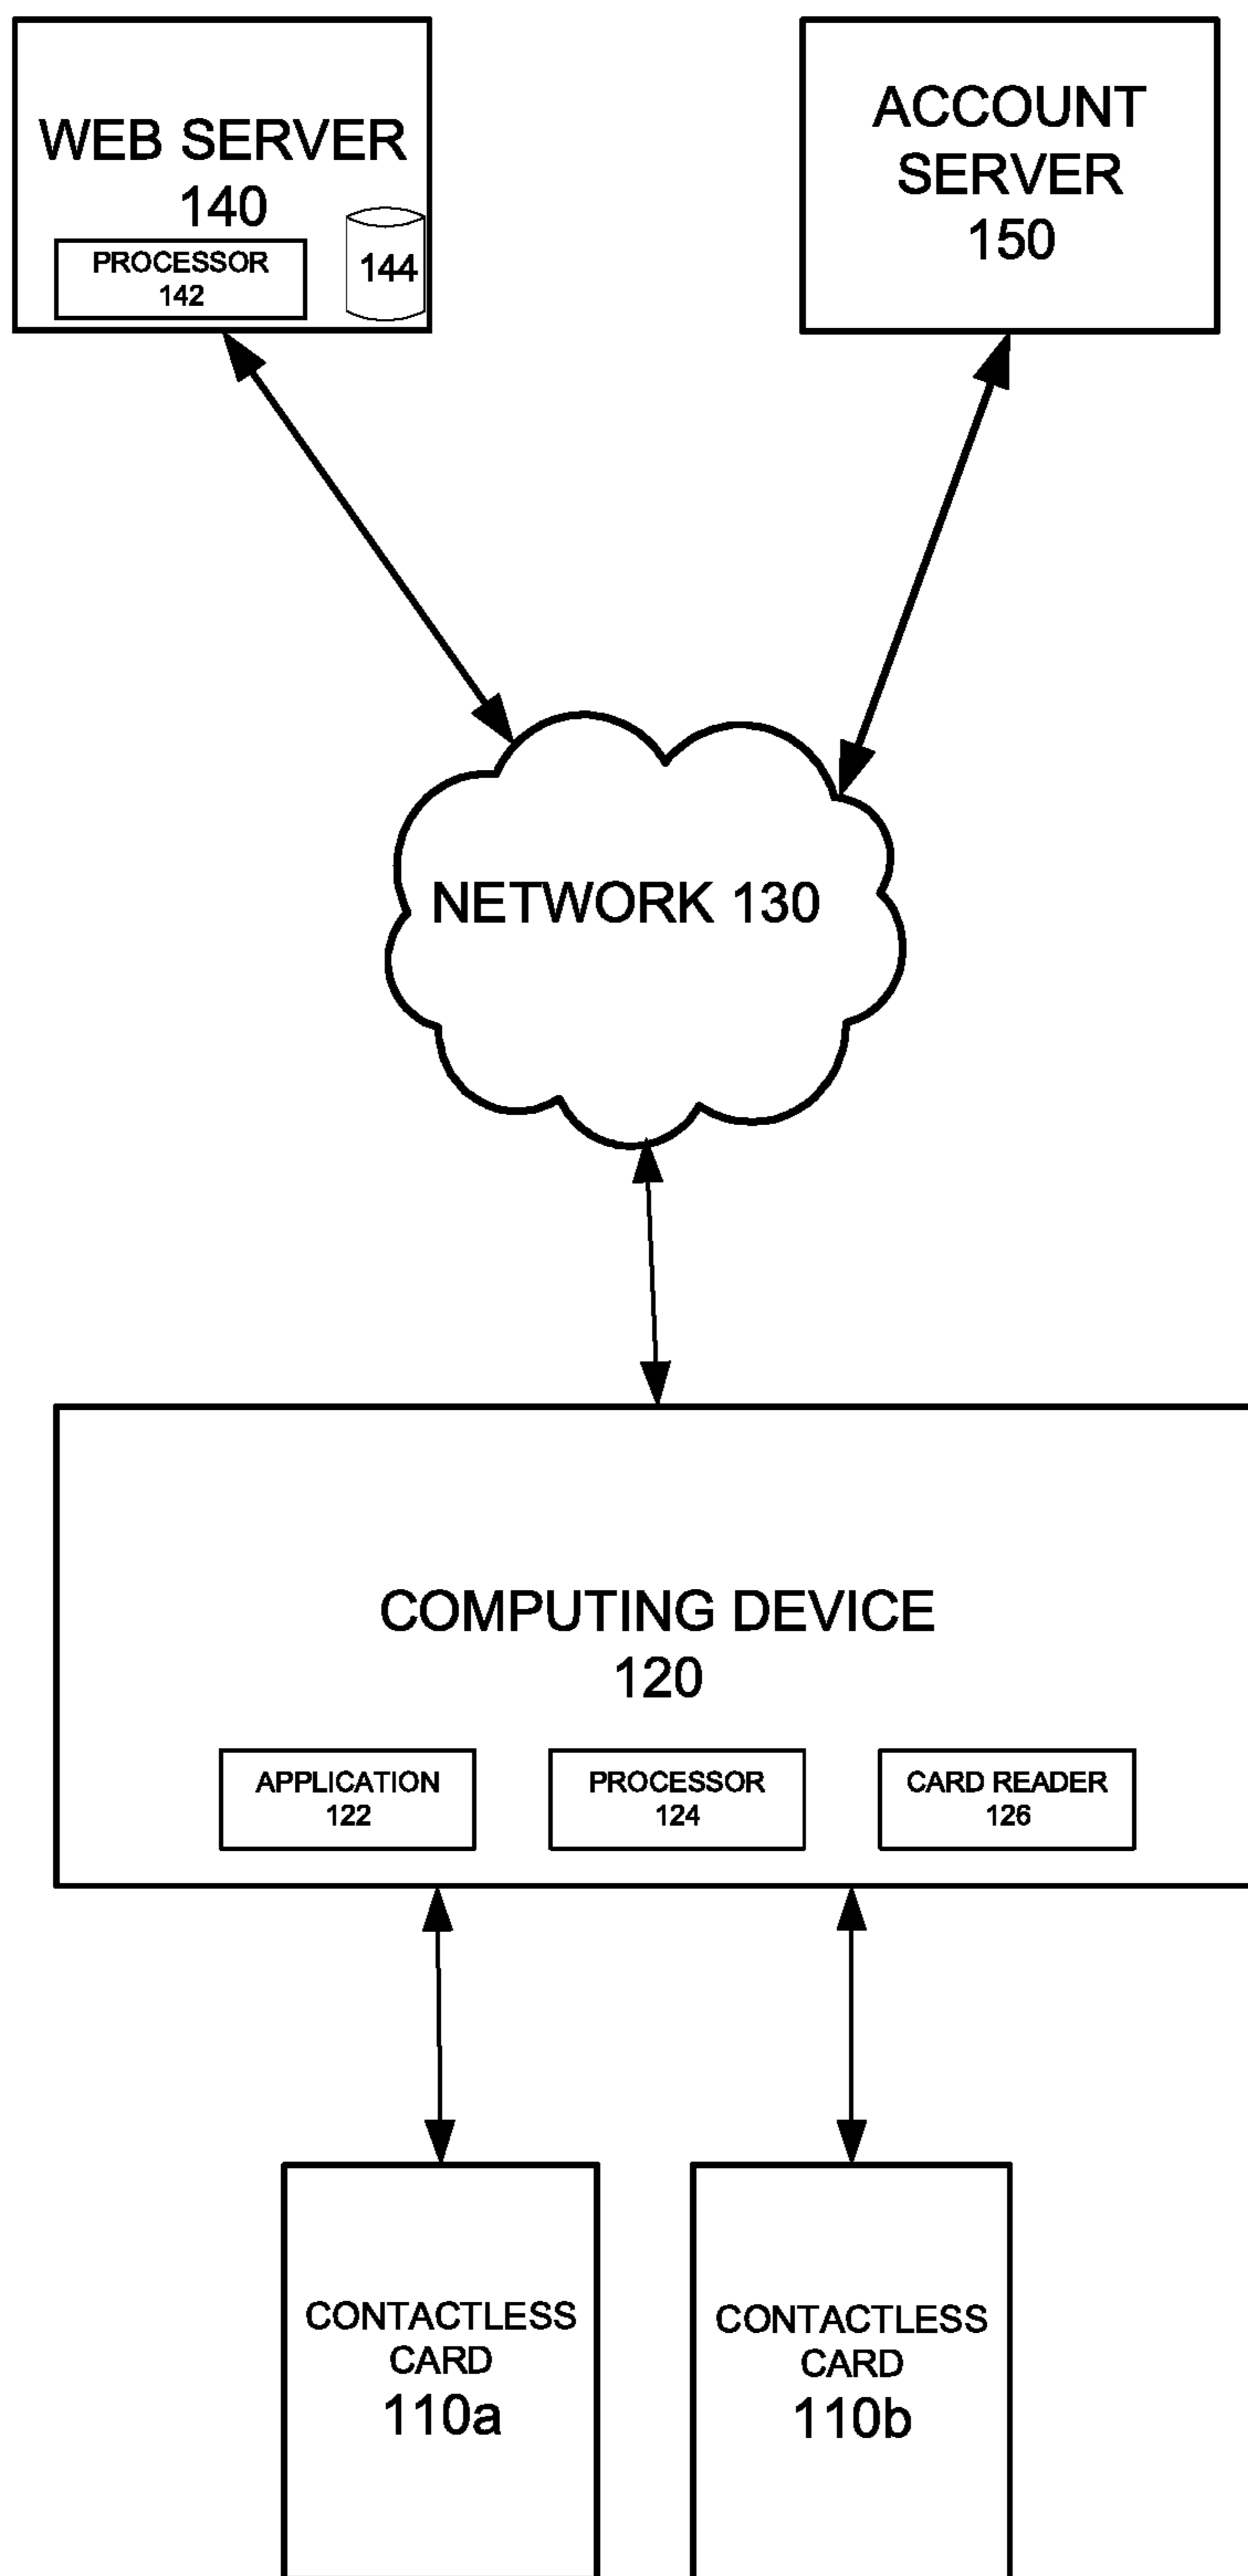 WEB SERVER
140
PROCESSOR
142
144
ACCOUNT
SERVER
150
NETWORK 130
COMPUTING DEVICE
120
APPLICATION
122
PROCESSOR
124
CARD READER
126
CONTACTLESS
CARD
110a
CONTACTLESS
CARD
110b